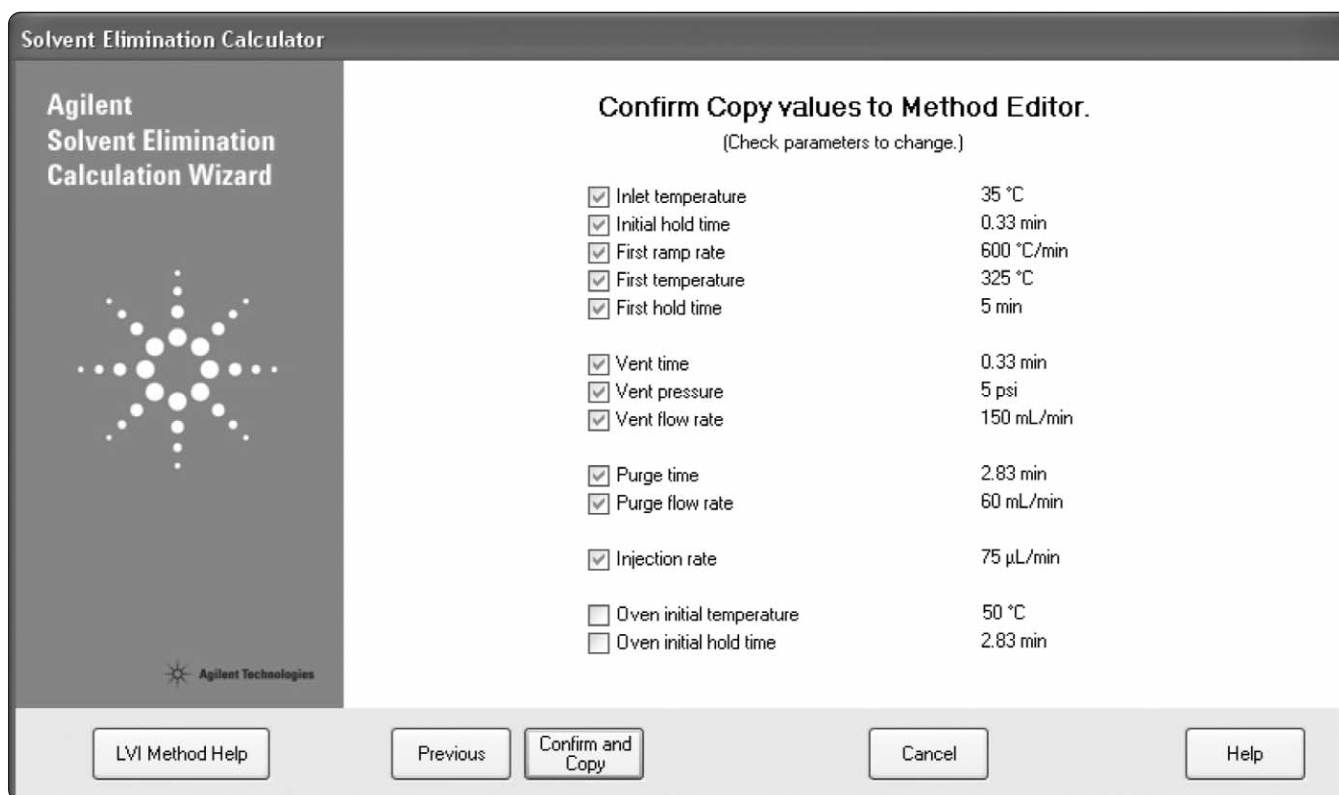 Solvent Elimination Calculator
Agilent
Solvent Elimination
Calculation Wizard
Agilent Technologies
Confirm Copy values to Method Editor.
(Check parameters to change.)
Inlet temperature 35 °C
Initial hold time 0.33 min
First ramp rate 600 °C/min
First temperature 325 °C
First hold time 5 min
Vent time 0.33 min
Vent pressure 5 psi
Vent flow rate 150 mL/min
Purge time 2.83 min
Purge flow rate 60 mL/min
Injection rate 75 µL/min
Oven initial temperature 50 °C
Oven initial hold time 2.83 min
LVI Method Help
Previous
Confirm and
Copy
Cancel
Help